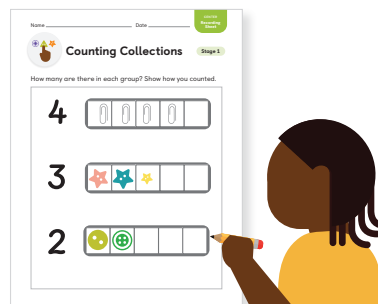 Name Date
COUNTED
Recording
Sheet
Counting Collections
Stage 1
How many are there in each group? Show how you counted.
4
3
2